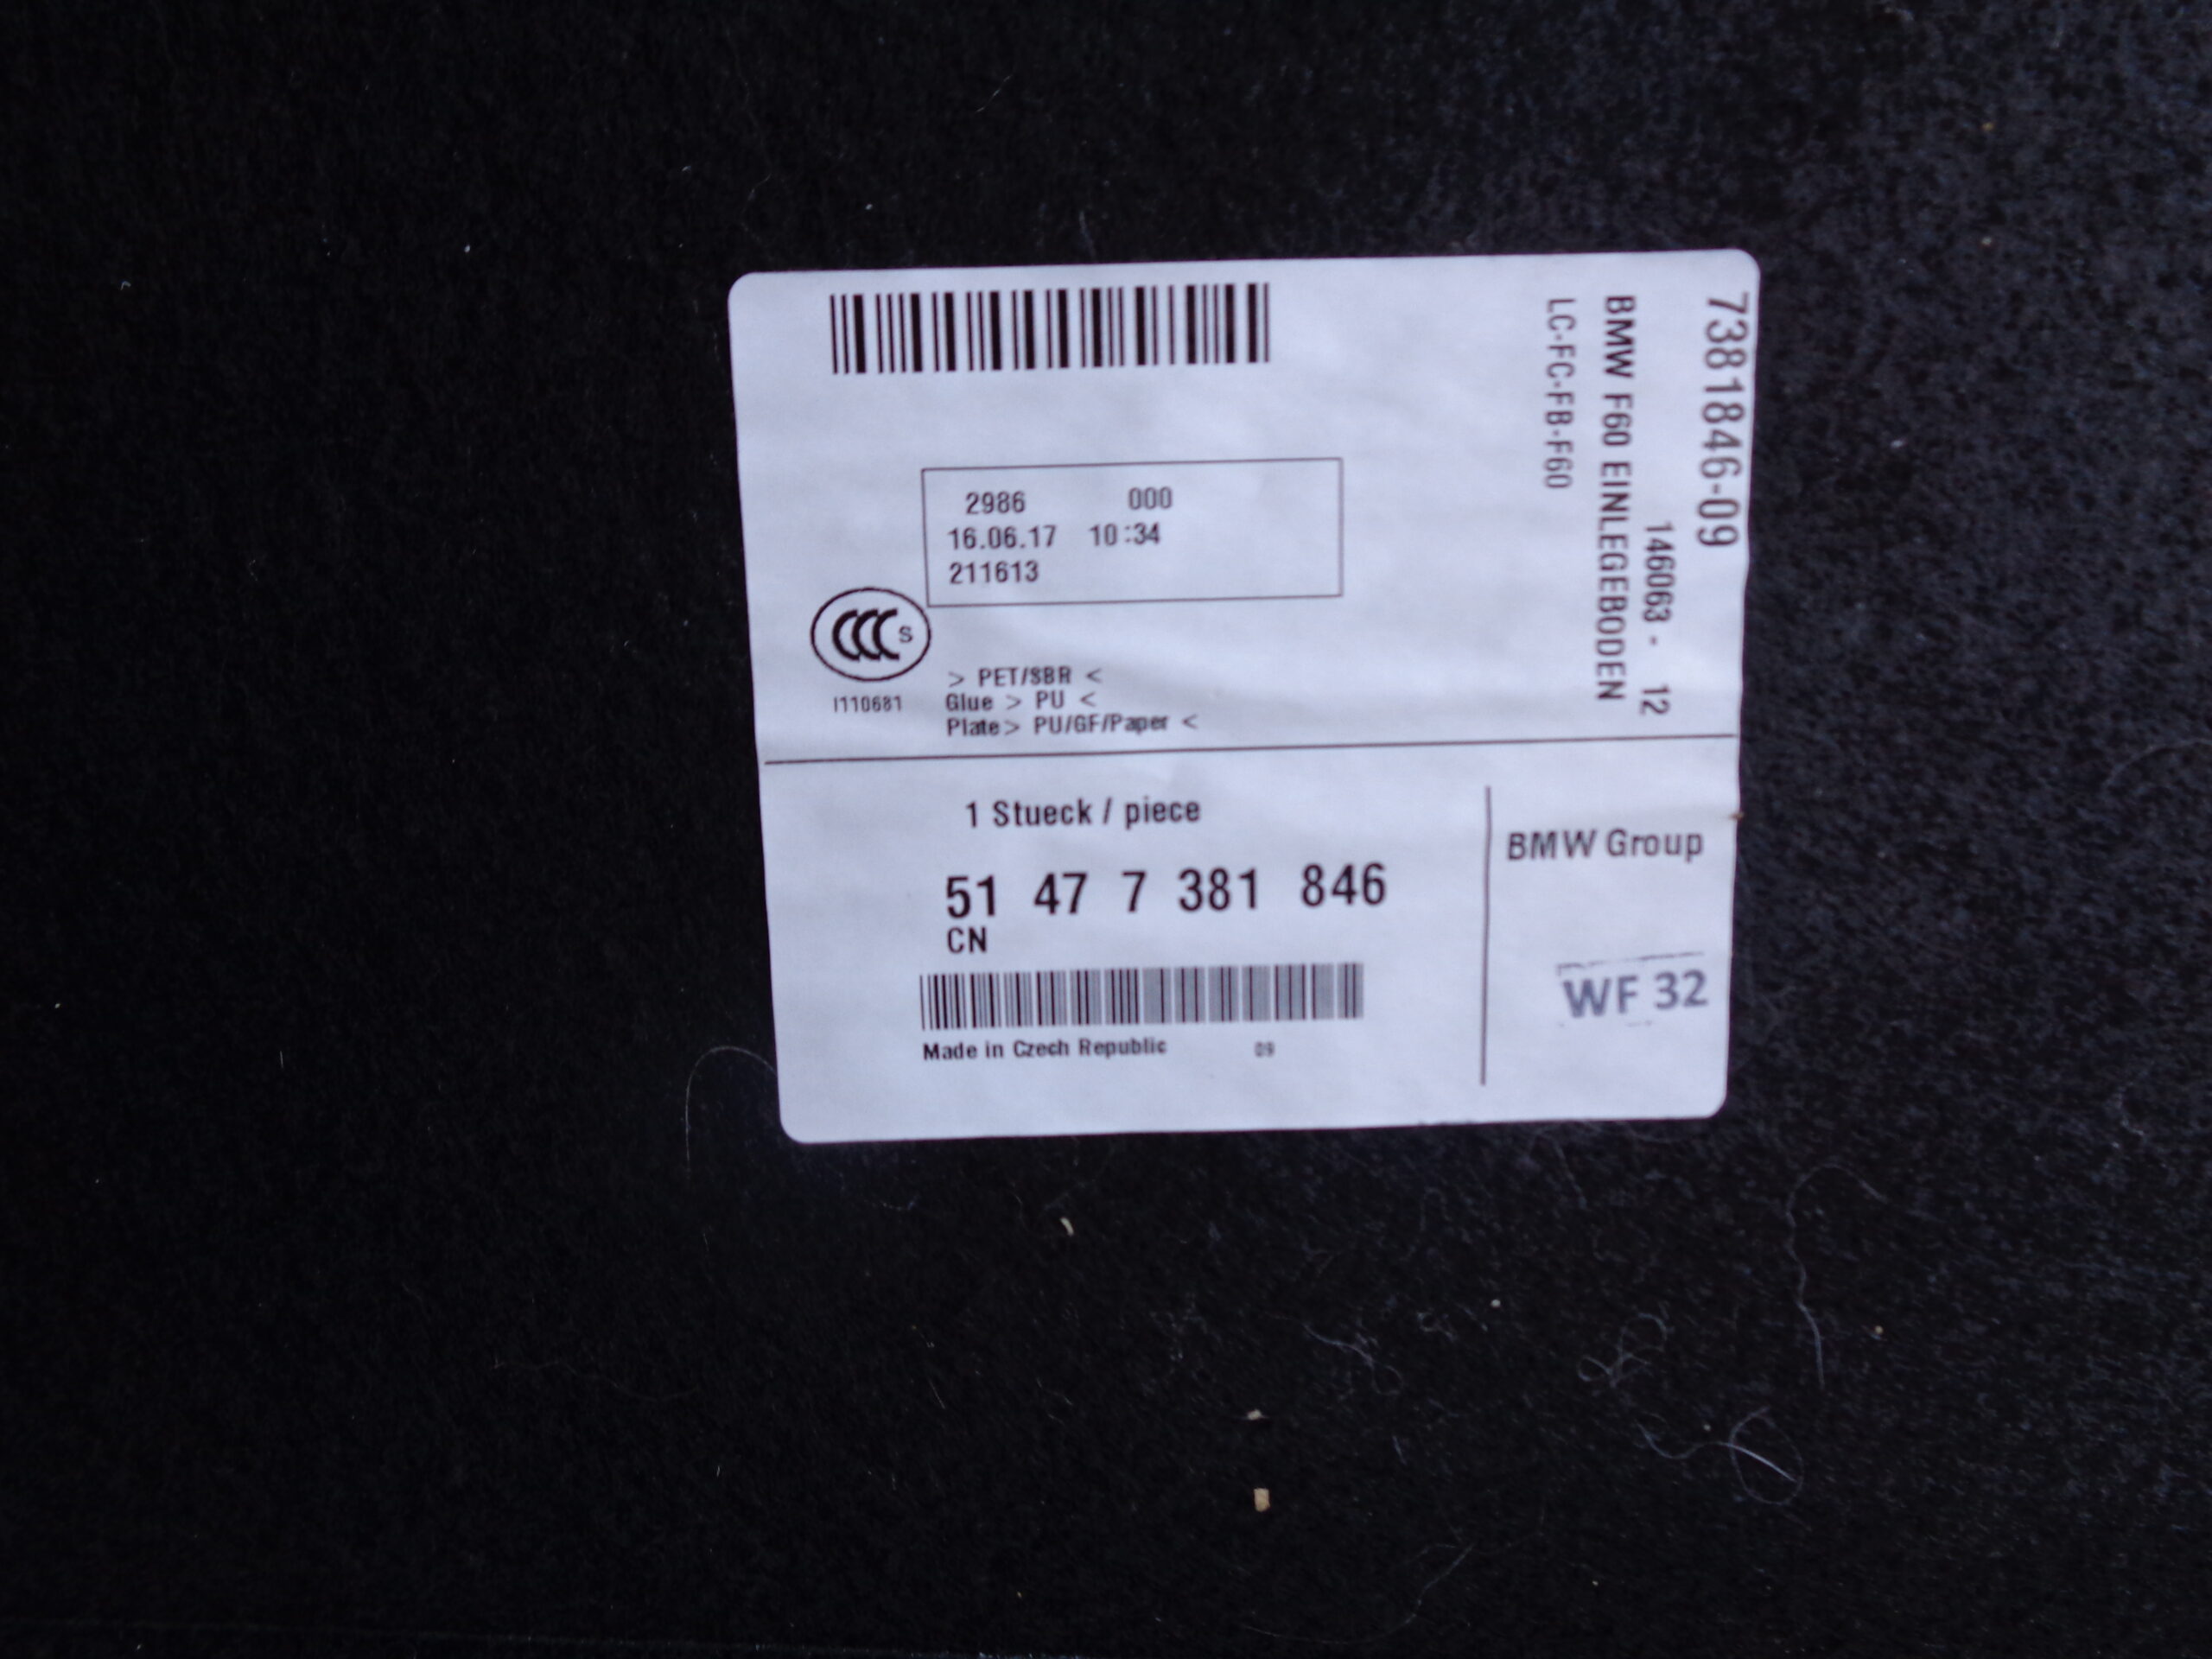 7381846-09
146063 - 12
BMW F60 EINLEGEBODEN
LC-FC-FB-F60
2986 000
16.06.17 10:34
211613
CCC S
I110681
> PET/SBR <
Glue > PU <
Plate> PU/GF/Paper <
1 Stueck / piece
51 47 7 381 846
CN
Made in Czech Republic 09
BMW Group
WF 32